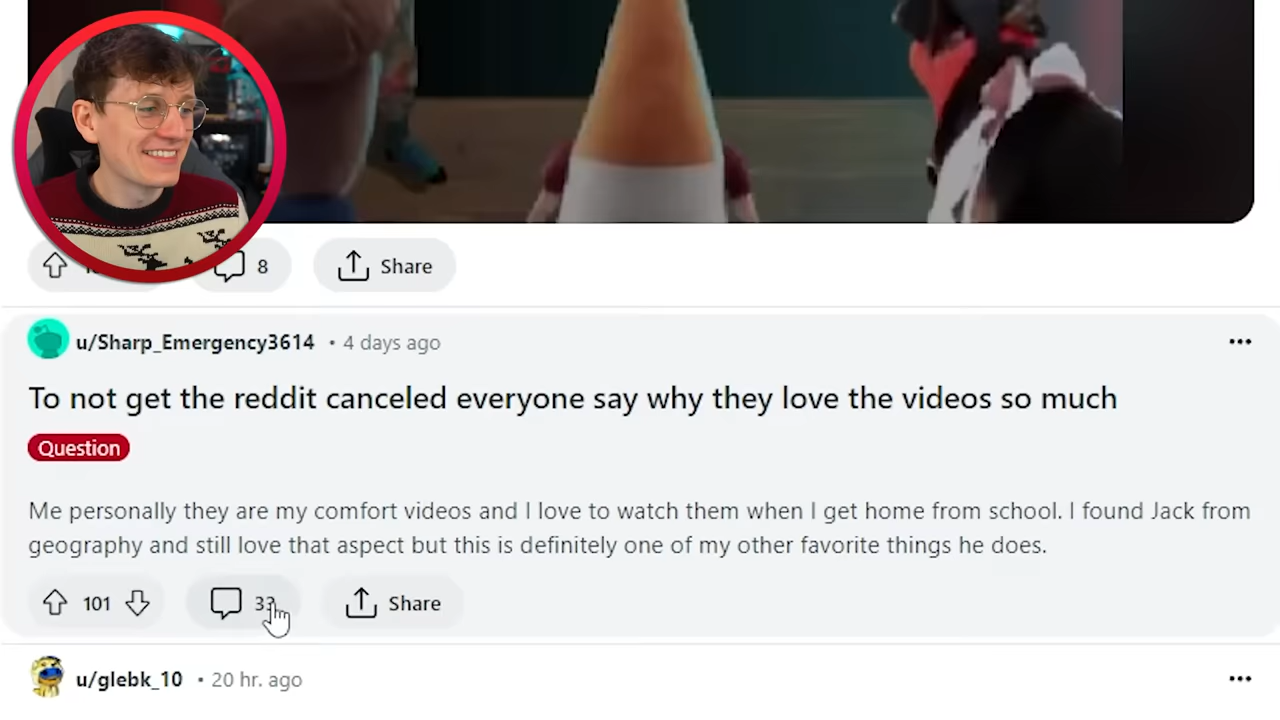 8
Share
u/Sharp_Emergency3614 • 4 days ago
To not get the reddit canceled everyone say why they love the videos so much
Question
Me personally they are my comfort videos and I love to watch them when I get home from school. I found Jack from
geography and still love that aspect but this is definitely one of my other favorite things he does.
101
Share
u/glebk_10 • 20 hr. ago